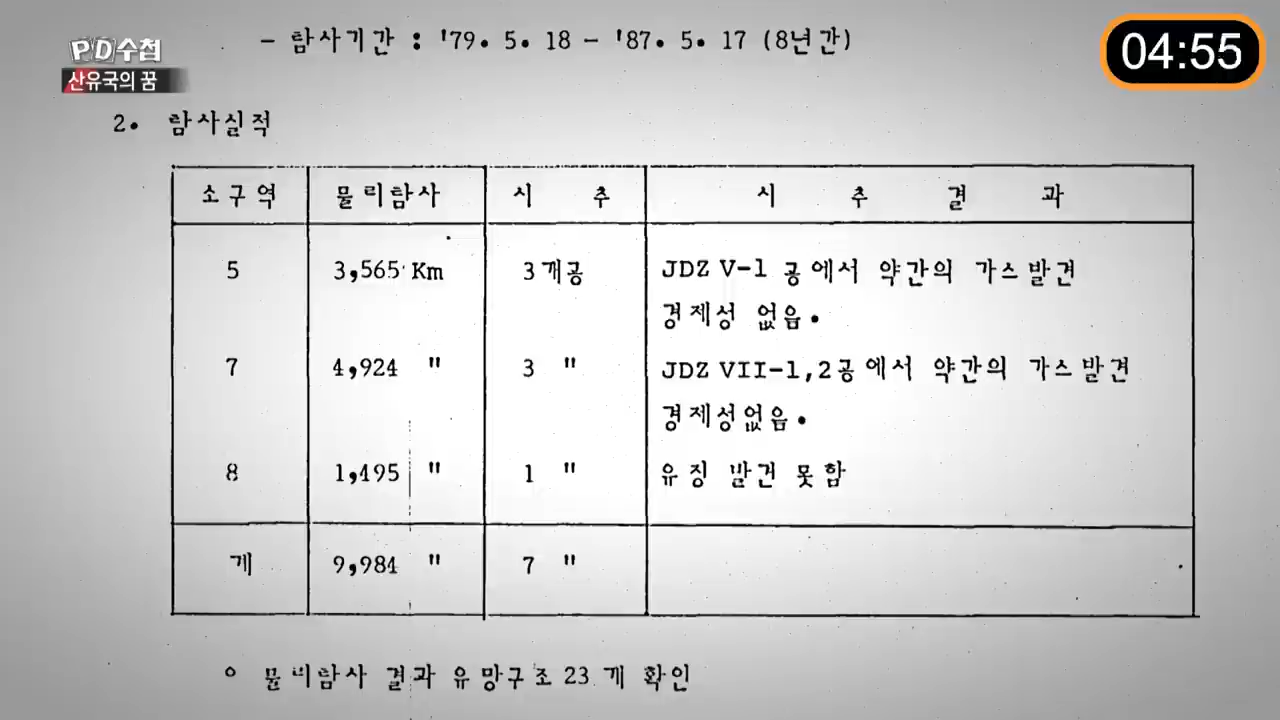 - 탐사기간 : '79. 5. 18 - '87. 5. 17 (8년간)
04:55
PD수첩
산유국의 꿈
2. 탐사실적
소구역 물리탐사 시 추 시 추 결 과
5 3,565 Km 3개공 JDZ V-1 공에서 약간의 가스발견
경제성 없음.
7 4,924 " 3 " JDZ VII-1,2공에서 약간의 가스발견
경제성없음.
8 1,495 " 1 " 유징 발견 못함
계 9,984 " 7 "
o 물리탐사 결과 유망구조 23 개 확인